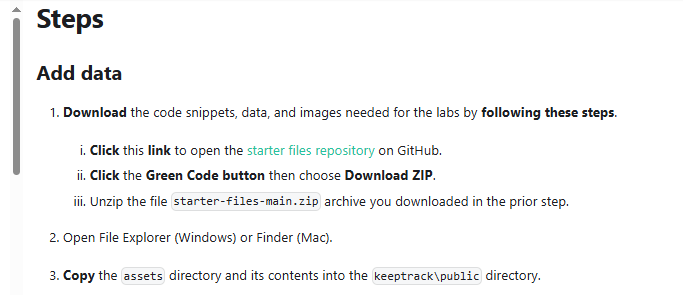 Steps
Add data
1. Download the code snippets, data, and images needed for the labs by following these steps.
i. Click this link to open the starter files repository on GitHub.
ii. Click the Green Code button then choose Download ZIP.
iii. Unzip the file starter-files-main.zip archive you downloaded in the prior step.
2. Open File Explorer (Windows) or Finder (Mac).
3. Copy the assets directory and its contents into the keeptrack\public directory.